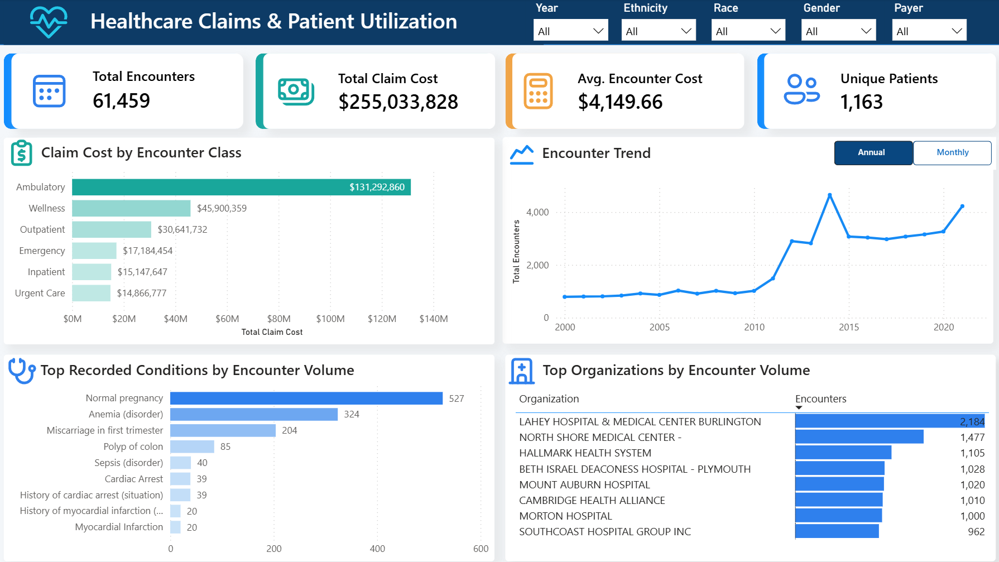 Healthcare Claims & Patient Utilization
Year
All
Ethnicity
All
Race
All
Gender
All
Payer
All
Total Encounters
61,459
Total Claim Cost
$255,033,828
Avg. Encounter Cost
$4,149.66
Unique Patients
1,163
Claim Cost by Encounter Class
Ambulatory $131,292,860
Wellness $45,900,359
Outpatient $30,641,732
Emergency $17,184,454
Inpatient $15,147,647
Urgent Care $14,866,777
$0M $20M $40M $60M $80M $100M $120M $140M
Total Claim Cost
Encounter Trend
Annual Monthly
Total Encounters
4,000
2,000
0
2000 2005 2010 2015 2020
Top Recorded Conditions by Encounter Volume
Normal pregnancy 527
Anemia (disorder) 324
Miscarriage in first trimester 204
Polyp of colon 85
Sepsis (disorder) 40
Cardiac Arrest 39
History of cardiac arrest (situation) 39
History of myocardial infarction (... 20
Myocardial Infarction 20
0 200 400 600
Top Organizations by Encounter Volume
Organization Encounters
LAHEY HOSPITAL & MEDICAL CENTER BURLINGTON 2,184
NORTH SHORE MEDICAL CENTER - 1,477
HALLMARK HEALTH SYSTEM 1,105
BETH ISRAEL DEACONESS HOSPITAL - PLYMOUTH 1,028
MOUNT AUBURN HOSPITAL 1,020
CAMBRIDGE HEALTH ALLIANCE 1,010
MORTON HOSPITAL 1,000
SOUTHCOAST HOSPITAL GROUP INC 962